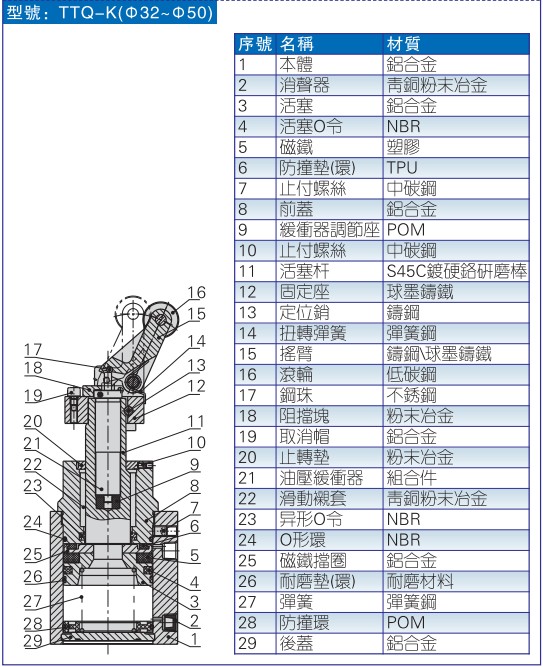 型號：TTQ-K(Φ32~Φ50)
序號 名稱 材質
1 本體 鋁合金
2 消聲器 青銅粉末冶金
3 活塞 鋁合金
4 活塞O令 NBR
5 磁鐵 塑膠
6 防撞墊(環) TPU
7 止付螺絲 中碳鋼
8 前蓋 鋁合金
9 緩衝器調節座 POM
10 止付螺絲 中碳鋼
11 活塞杆 S45C鍍硬鉻研磨棒
12 固定座 球墨鑄鐵
13 定位銷 鑄鋼
14 扭轉彈簧 彈簧鋼
15 搖臂 鑄鋼\球墨鑄鐵
16 滾輪 低碳鋼
17 鋼珠 不銹鋼
18 阻擋塊 粉末冶金
19 取消帽 鋁合金
20 止轉墊 粉末冶金
21 油壓緩衝器 組合件
22 滑動襯套 青銅粉末冶金
23 异形O令 NBR
24 O形環 NBR
25 磁鐵擋圈 鋁合金
26 耐磨墊(環) 耐磨材料
27 彈簧 彈簧鋼
28 防撞環 POM
29 後蓋 鋁合金
16
15
14
13
12
11
10
9
8
7
6
5
4
3
2
1
17
18
19
20
21
22
23
24
25
26
27
28
29